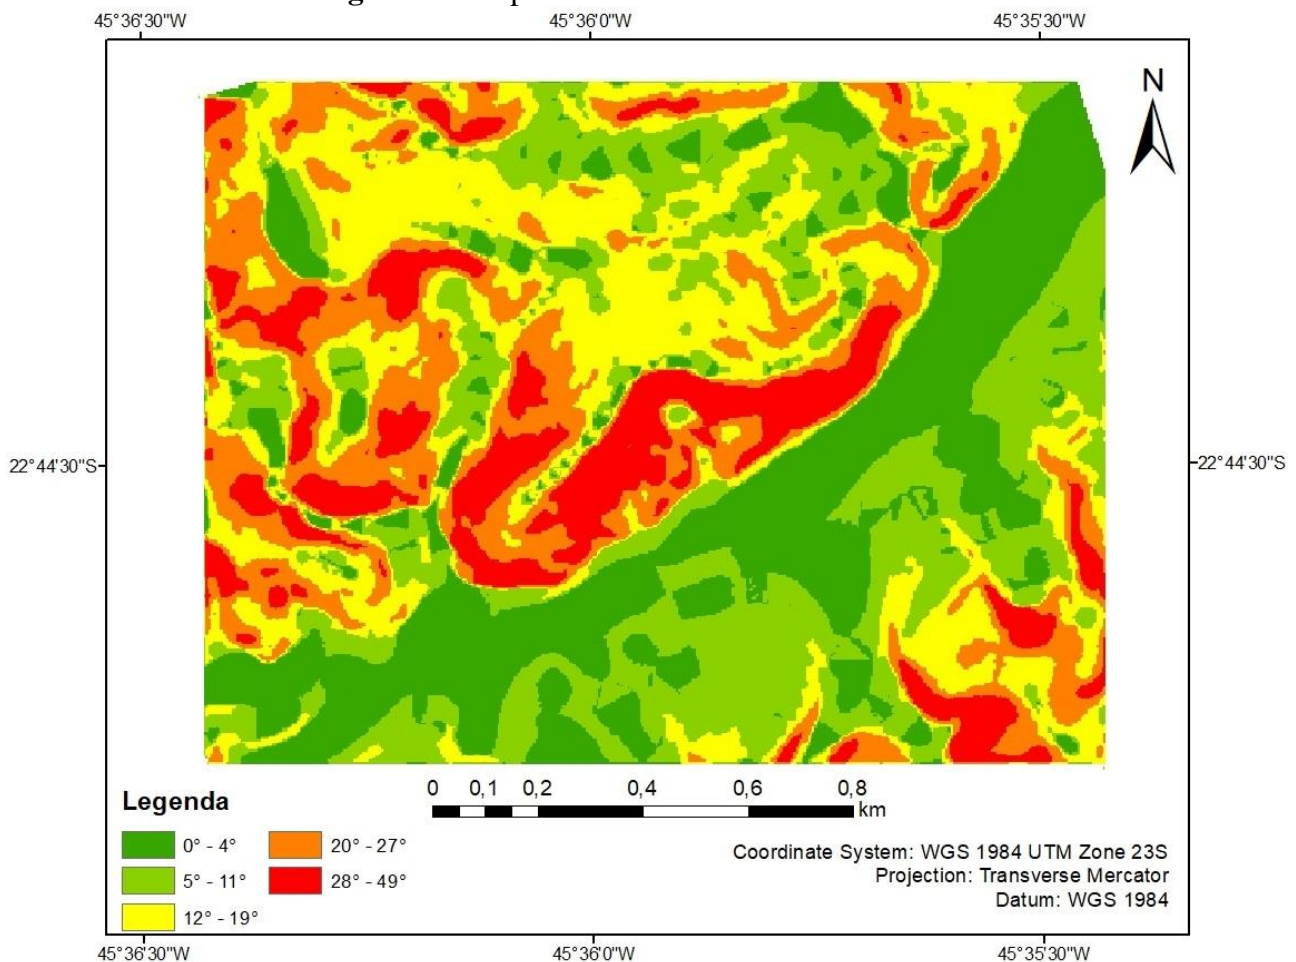 45°36'30"W 45°36'0"W 45°35'30"W
N
22°44'30"S
22°44'30"S
0 0,1 0,2 0,4 0,6 0,8
km
Legenda
0° - 4°
20° - 27°
5° - 11°
28° - 49°
12° - 19°
Coordinate System: WGS 1984 UTM Zone 23S
Projection: Transverse Mercator
Datum: WGS 1984
45°36'30"W 45°36'0"W 45°35'30"W